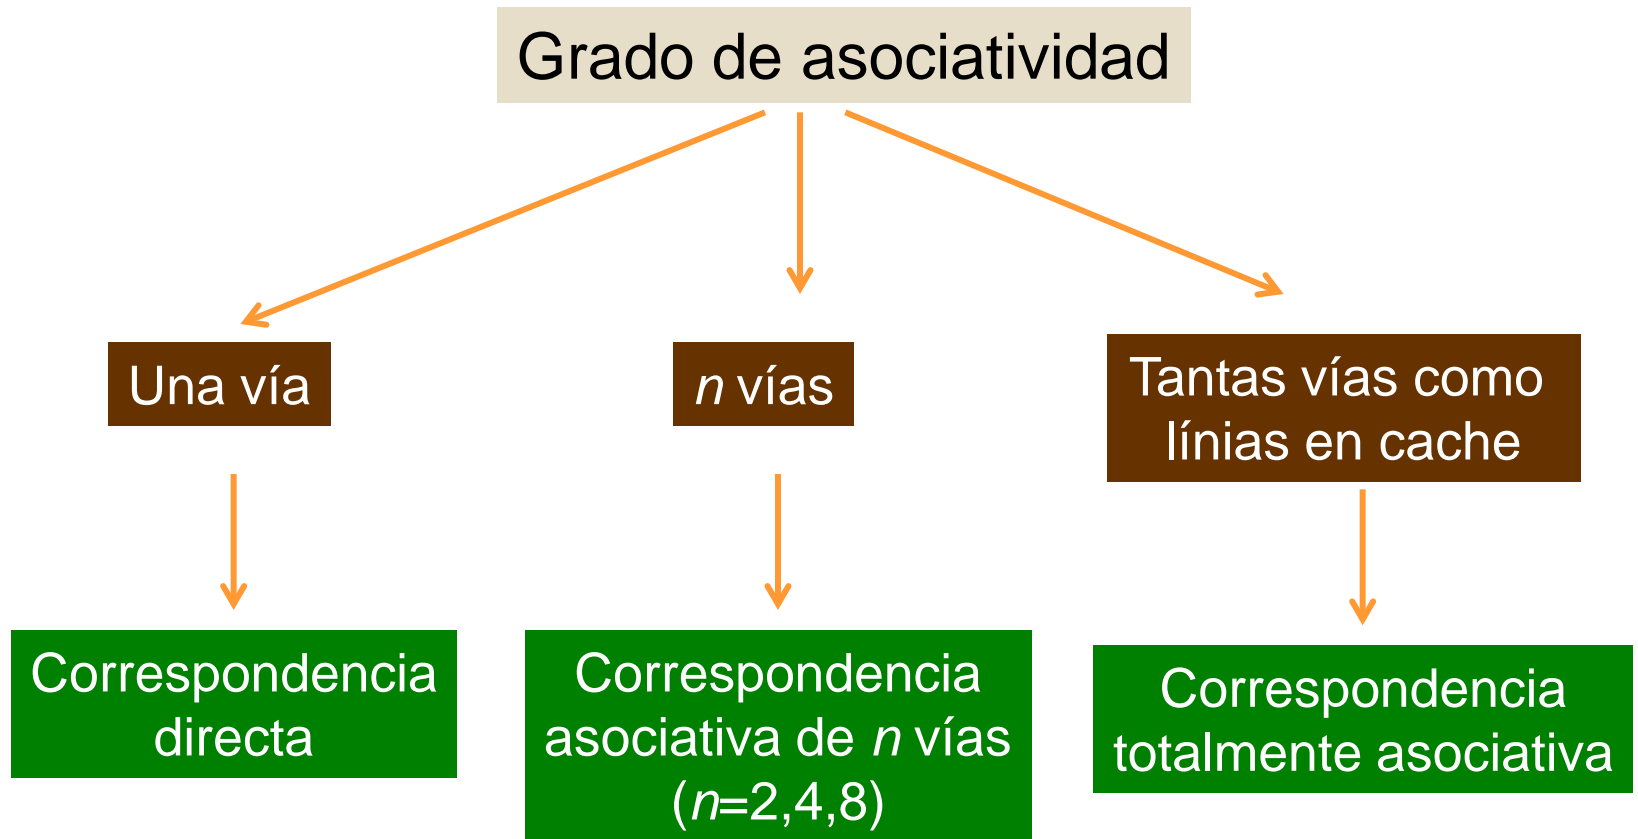 Grado de asociatividad
Una vía
n vías
Tantas vías como
línias en cache
Correspondencia
directa
Correspondencia
asociativa de n vías
(n=2,4,8)
Correspondencia
totalmente asociativa